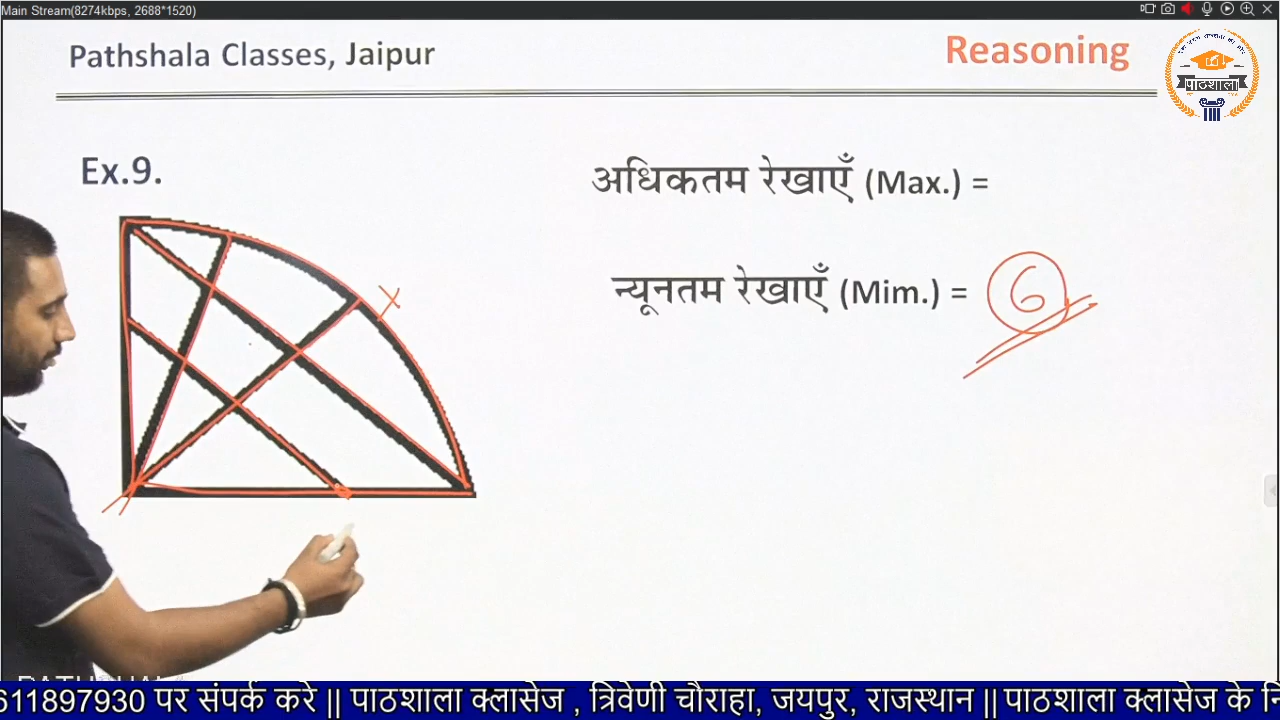 Main Stream(8274kbps, 2688*1520)
Pathshala Classes, Jaipur
Reasoning
पाठशाला
Ex.9.
अधिकतम रेखाएँ (Max.) =
न्यूनतम रेखाएँ (Mim.) = 6
611897930 पर संपर्क करे || पाठशाला क्लासेज , त्रिवेणी चौराहा, जयपुर, राजस्थान || पाठशाला क्लासेज के